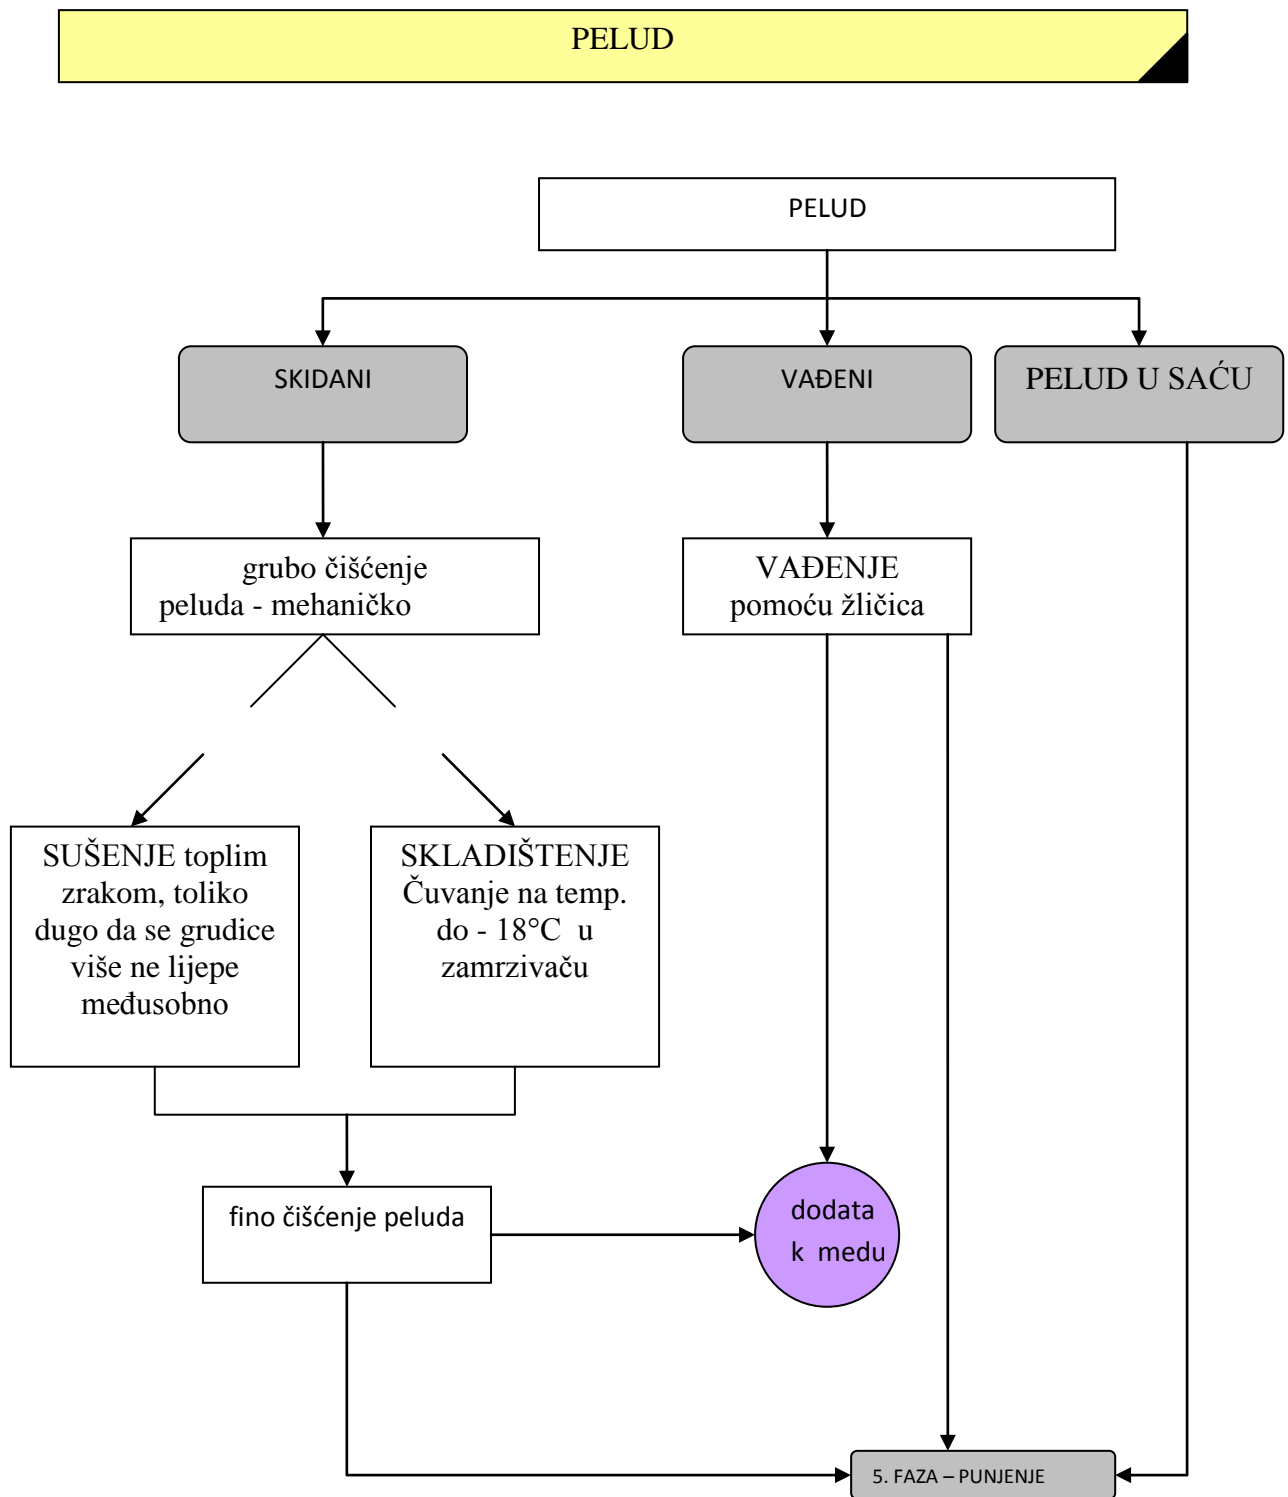 PELUD
PELUD
SKIDANI
VAĐENI
PELUD U SAĆU
grubo čišćenje
peluda - mehaničko
VAĐENJE
pomoću žličica
SUŠENJE toplim
zrakom, toliko
dugo da se grudice
više ne lijepe
međusobno
SKLADIŠTENJE
Čuvanje na temp.
do - 18°C u
zamrzivaču
fino čišćenje peluda
dodata
k medu
5. FAZA – PUNJENJE